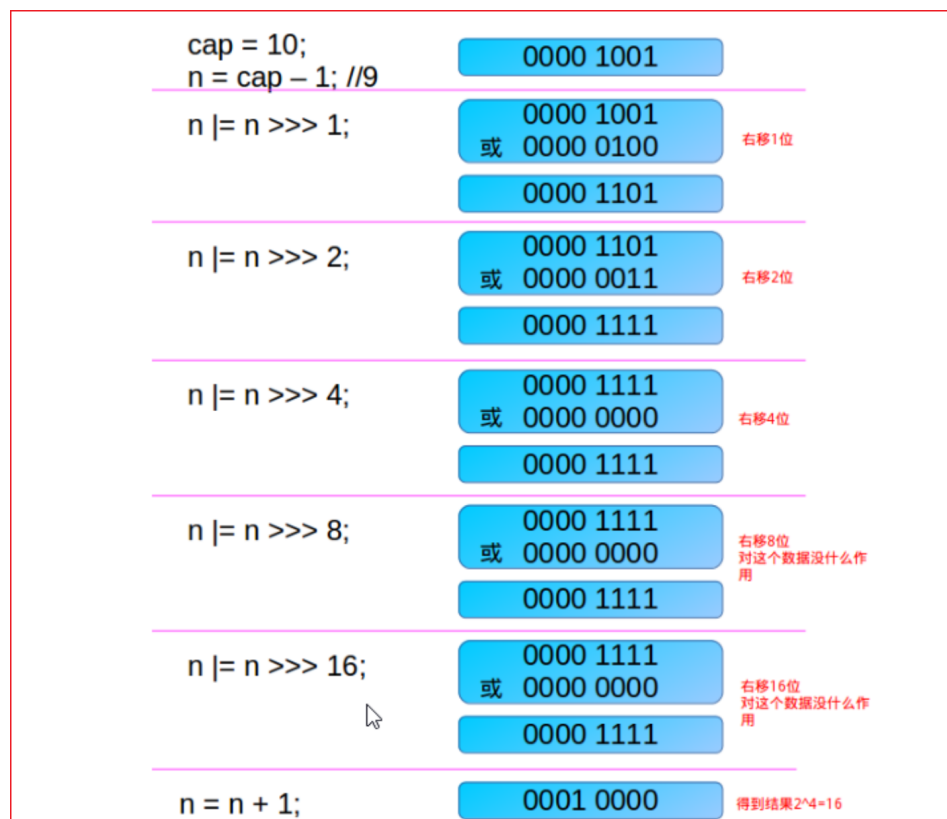 cap = 10;
n = cap – 1; //9
0000 1001
n |= n >>> 1;
0000 1001
或 0000 0100
右移1位
0000 1101
n |= n >>> 2;
0000 1101
或 0000 0011
右移2位
0000 1111
n |= n >>> 4;
0000 1111
或 0000 0000
右移4位
0000 1111
n |= n >>> 8;
0000 1111
或 0000 0000
右移8位
对这个数据没什么作
用
0000 1111
n |= n >>> 16;
0000 1111
或 0000 0000
右移16位
对这个数据没什么作
用
0000 1111
n = n + 1;
0001 0000
得到结果2^4=16